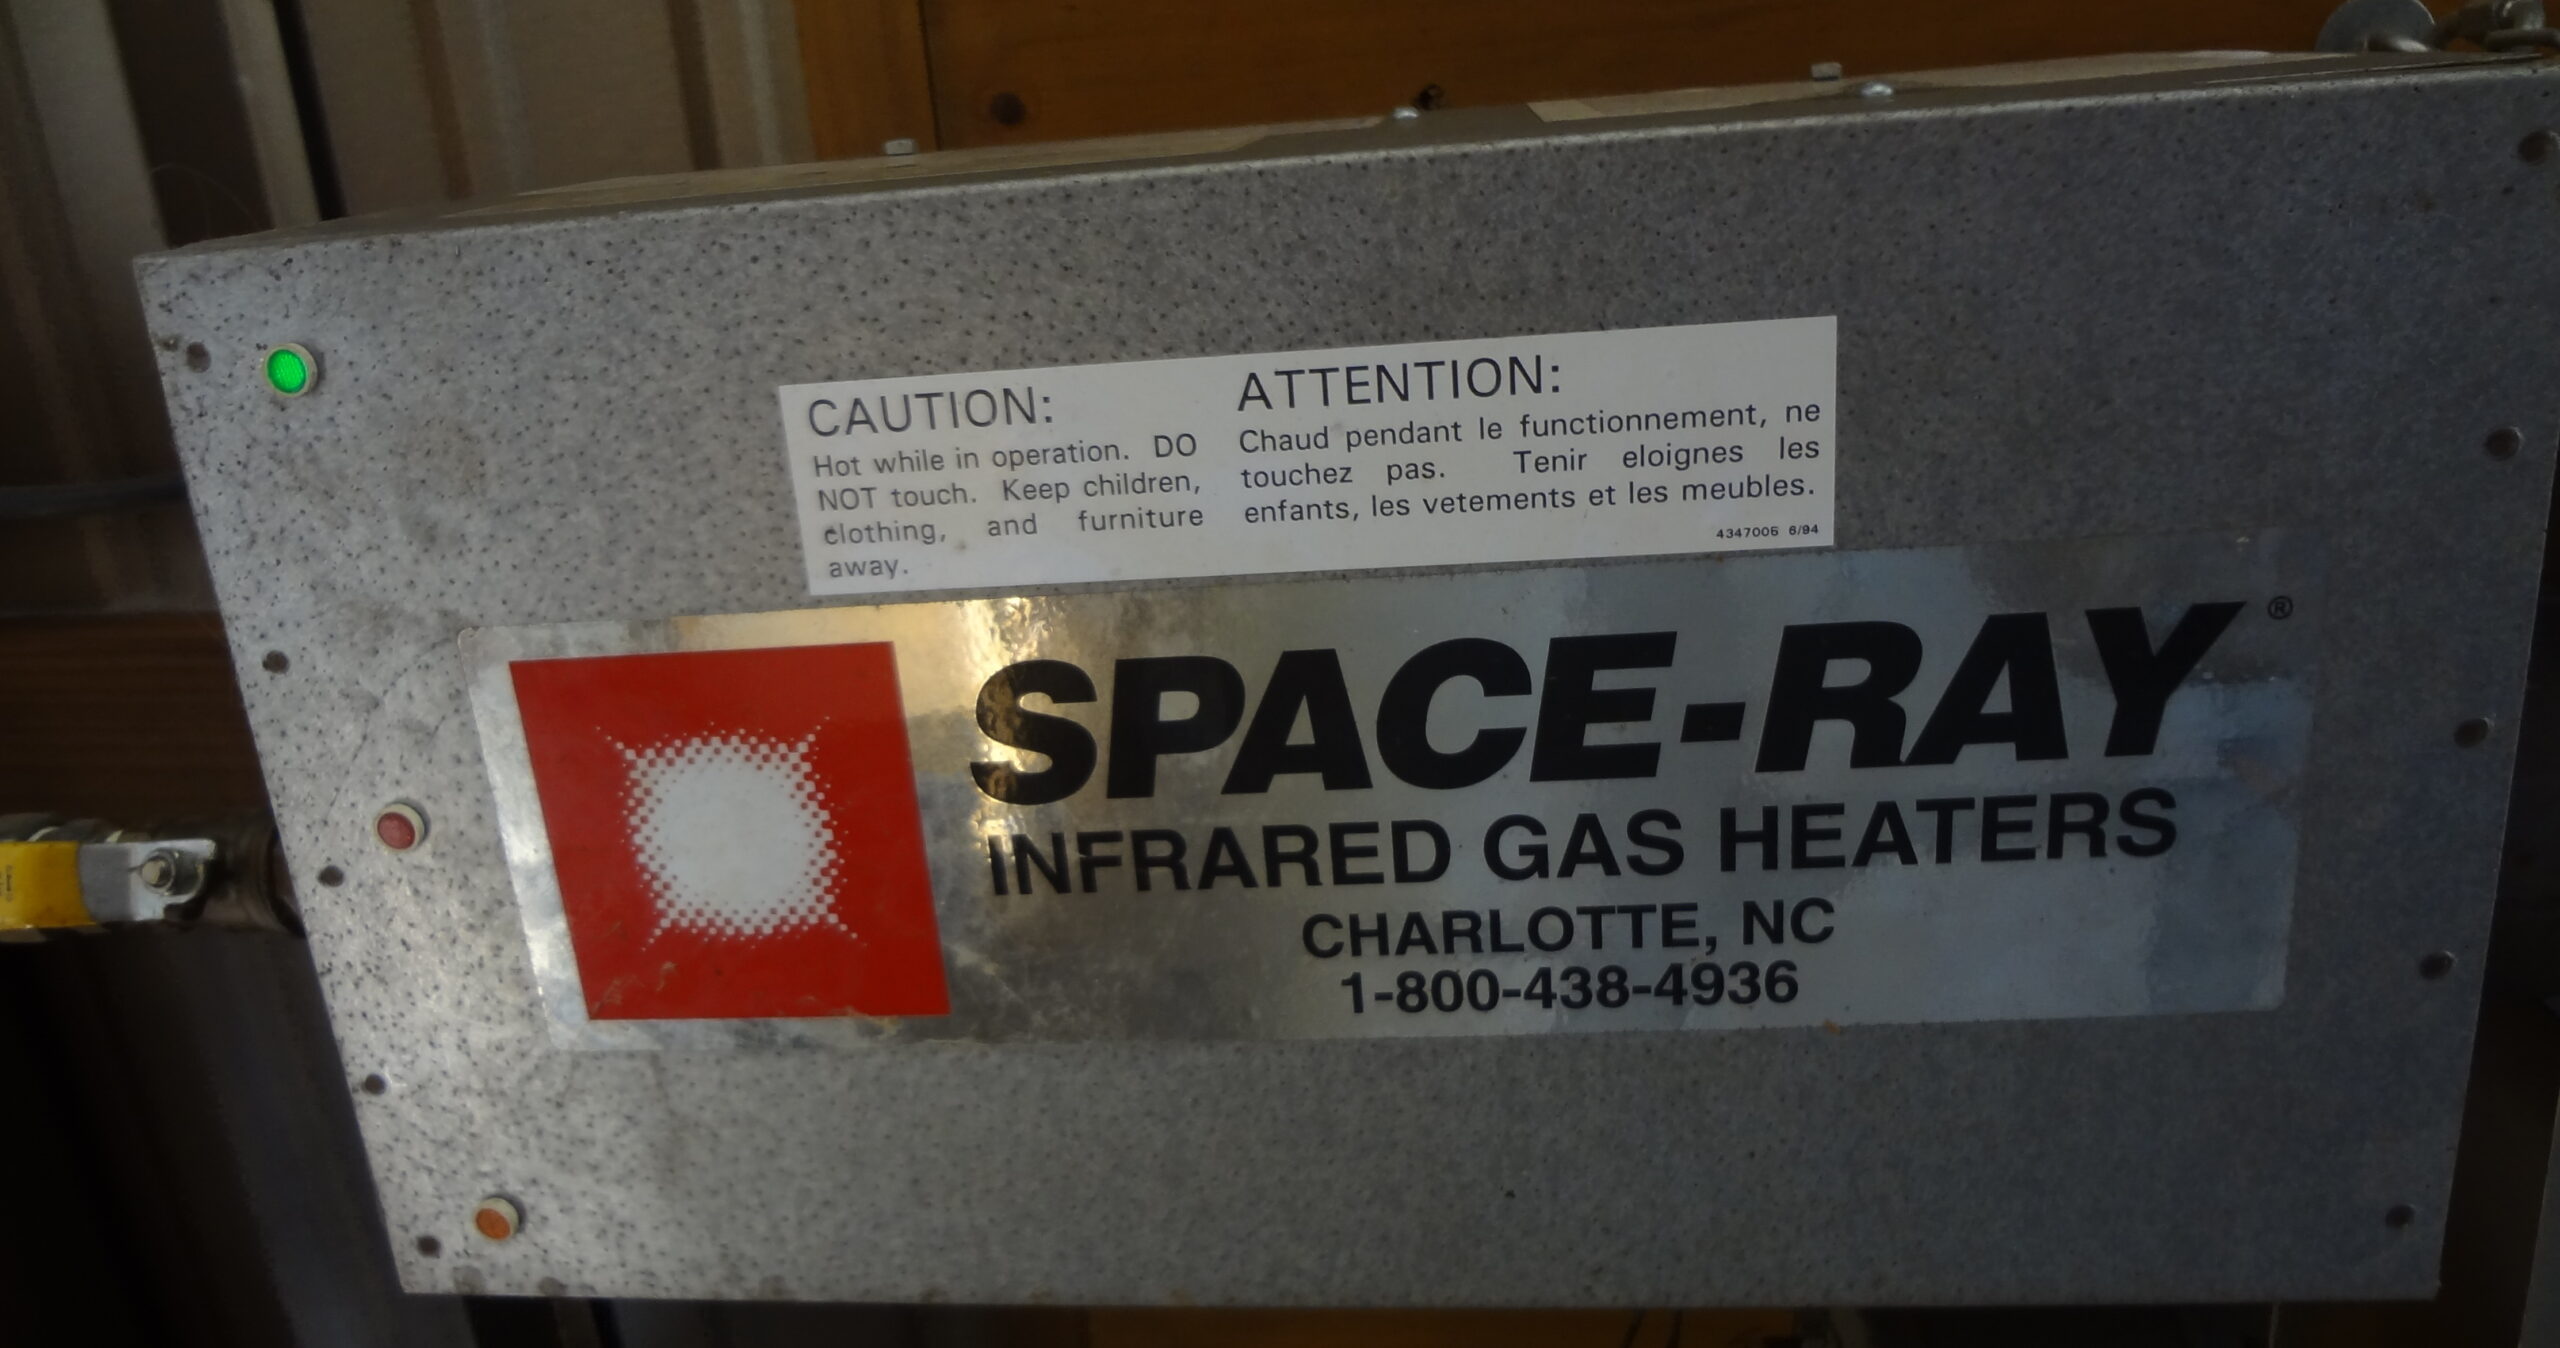 CAUTION:
Hot while in operation. DO
NOT touch. Keep children,
clothing, and furniture
away.
ATTENTION:
Chaud pendant le functionnement, ne
touchez pas. Tenir eloignes les
enfants, les vetements et les meubles.
4347006 6/94
SPACE-RAY®
INFRARED GAS HEATERS
CHARLOTTE, NC
1-800-438-4936